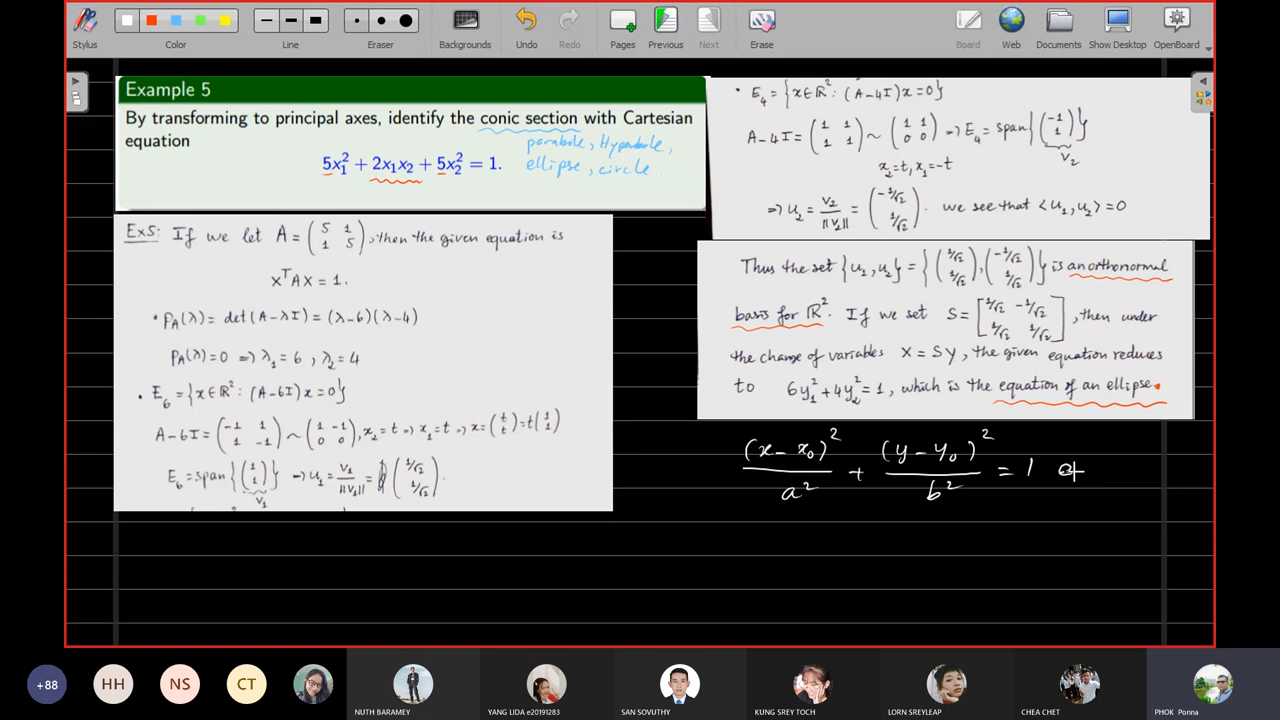 Stylus
Color
Line
Eraser
Backgrounds
Undo
Redo
Pages
Previous
Next
Erase
Board
Web
Documents
Show Desktop
OpenBoard
Example 5
By transforming to principal axes, identify the conic section with Cartesian
equation
5x₁² + 2x₁x₂ + 5x₂² = 1.
parabole, Hyperbole,
ellipse, circle
Ex5: If we let A = (5 1; 1 5), then the given equation is
XᵀAX = 1.
• P_A(λ) = det(A-λI) = (λ-6)(λ-4)
P_A(λ)=0 ⇒ λ₁=6, λ₂=4
• E₆ = {x∈ℝ²: (A-6I)x=0}
A-6I = (-1 1; 1 -1) ~ (1 -1; 0 0), x₂=t ⇒ x₁=t ⇒ x=(t; t)=t(1; 1)
E₆ = span{(1; 1)} ⇒ u₁ = v₁/||v₁|| = (1/√2; 1/√2).
v₁
• E₄ = {x∈ℝ²: (A-4I)x=0}
A-4I = (1 1; 1 1) ~ (1 1; 0 0) ⇒ E₄ = span{(-1; 1)}
v₂
x₂=t, x₁=-t
⇒ u₂ = v₂/||v₂|| = (-1/√2; 1/√2). we see that <u₁,u₂> = 0
Thus the set {u₁,u₂} = {(1/√2; 1/√2), (-1/√2; 1/√2)} is an orthonormal
basis for ℝ². If we set S = [1/√2 -1/√2; 1/√2 1/√2], then under
the change of variables X = SY, the given equation reduces
to 6y₁² + 4y₂² = 1, which is the equation of an ellipse.
(x-x₀)²/a² + (y-y₀)²/b² = 1
+88
HH
NS
CT
NUTH BARAMEY
YANG LIDA e20191283
SAN SOVUTHY
KUNG SREY TOCH
LORN SREYLEAP
CHEA CHET
PHOK Ponna